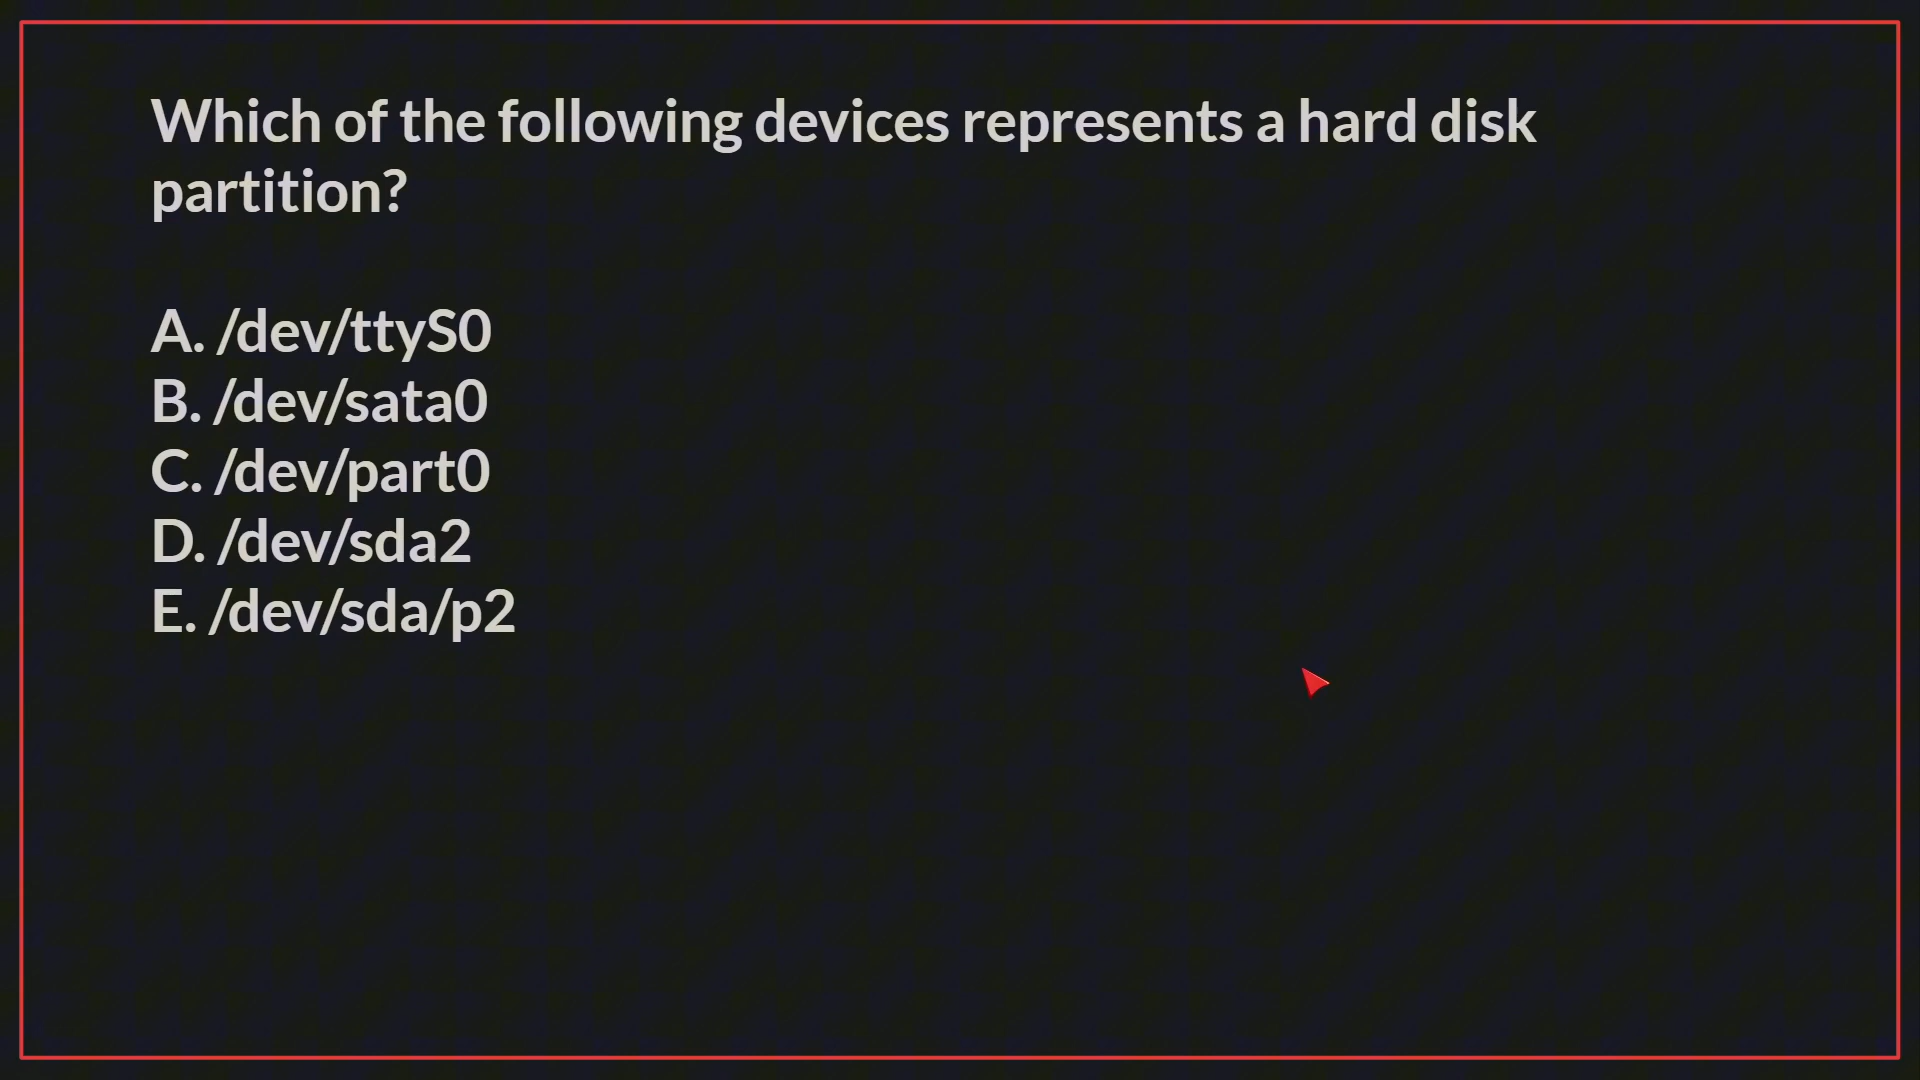 Which of the following devices represents a hard disk
partition?
A. /dev/ttyS0
B. /dev/sata0
C. /dev/part0
D. /dev/sda2
E. /dev/sda/p2